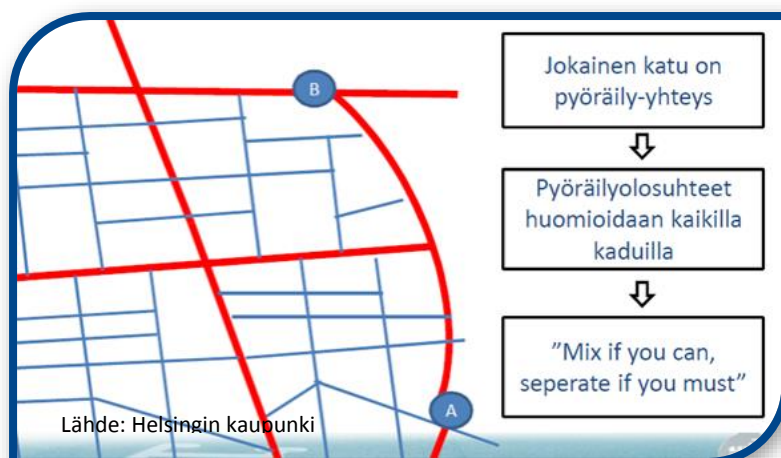 B
A
Lähde: Helsingin kaupunki
Jokainen katu on
pyöräily-yhteys
Pyöräilyolosuhteet
huomioidaan kaikilla
kaduilla
”Mix if you can,
seperate if you must”